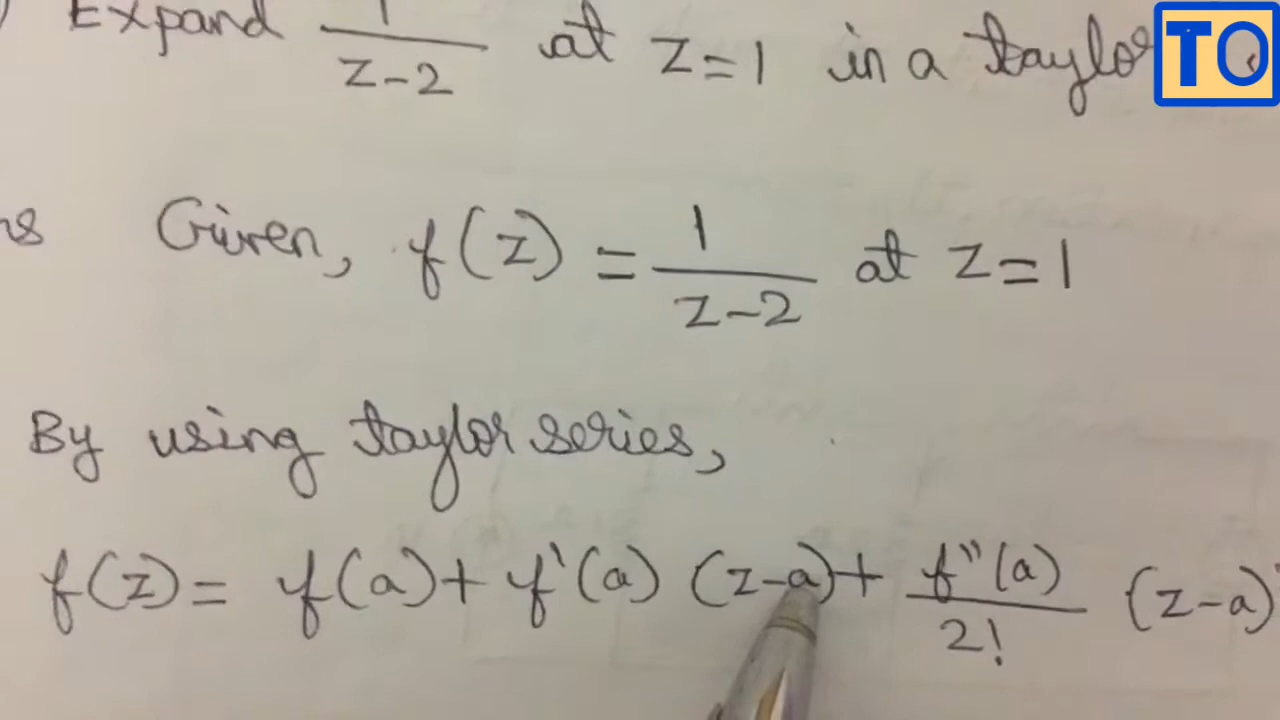 Expand 1/(z-2) at z=1 in a taylor
TO
Given, f(z) = 1/(z-2) at z=1
By using taylor series,
f(z) = f(a) + f'(a) (z-a) + f''(a)/2! (z-a)